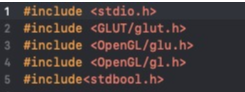 1 #include <stdio.h>
2 #include <GLUT/glut.h>
3 #include <OpenGL/glu.h>
4 #include <OpenGL/gl.h>
5 #include<stdbool.h>